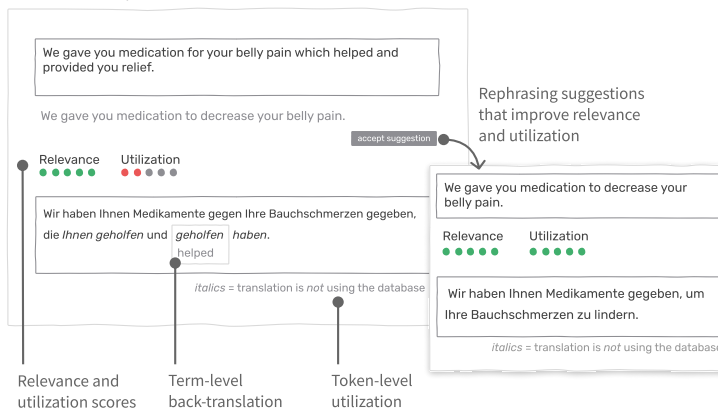 We gave you medication for your belly pain which helped and
provided you relief.
We gave you medication to decrease your belly pain.
accept suggestion
Relevance Utilization
Wir haben Ihnen Medikamente gegen Ihre Bauchschmerzen gegeben,
die Ihnen geholfen und geholfen haben.
helped
italics = translation is not using the database
Relevance and
utilization scores
Term-level
back-translation
Token-level
utilization
Rephrasing suggestions
that improve relevance
and utilization
We gave you medication to decrease your
belly pain.
Relevance Utilization
Wir haben Ihnen Medikamente gegeben, um
Ihre Bauchschmerzen zu lindern.
italics = translation is not using the database